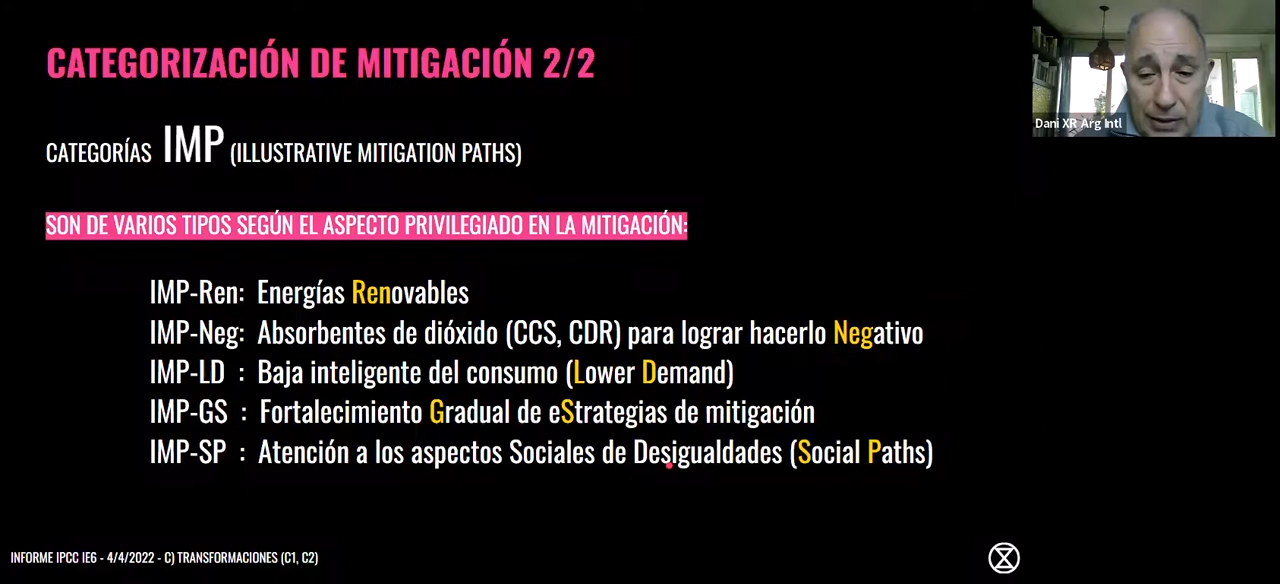 CATEGORIZACIÓN DE MITIGACIÓN 2/2
Dani XR Arg Intl
CATEGORÍAS IMP (ILLUSTRATIVE MITIGATION PATHS)
SON DE VARIOS TIPOS SEGÚN EL ASPECTO PRIVILEGIADO EN LA MITIGACIÓN:
IMP-Ren: Energías Renovables
IMP-Neg: Absorbentes de dióxido (CCS, CDR) para lograr hacerlo Negativo
IMP-LD : Baja inteligente del consumo (Lower Demand)
IMP-GS : Fortalecimiento Gradual de eStrategias de mitigación
IMP-SP : Atención a los aspectos Sociales de Desigualdades (Social Paths)
INFORME IPCC IE6 - 4/4/2022 - C) TRANSFORMACIONES (C1, C2)